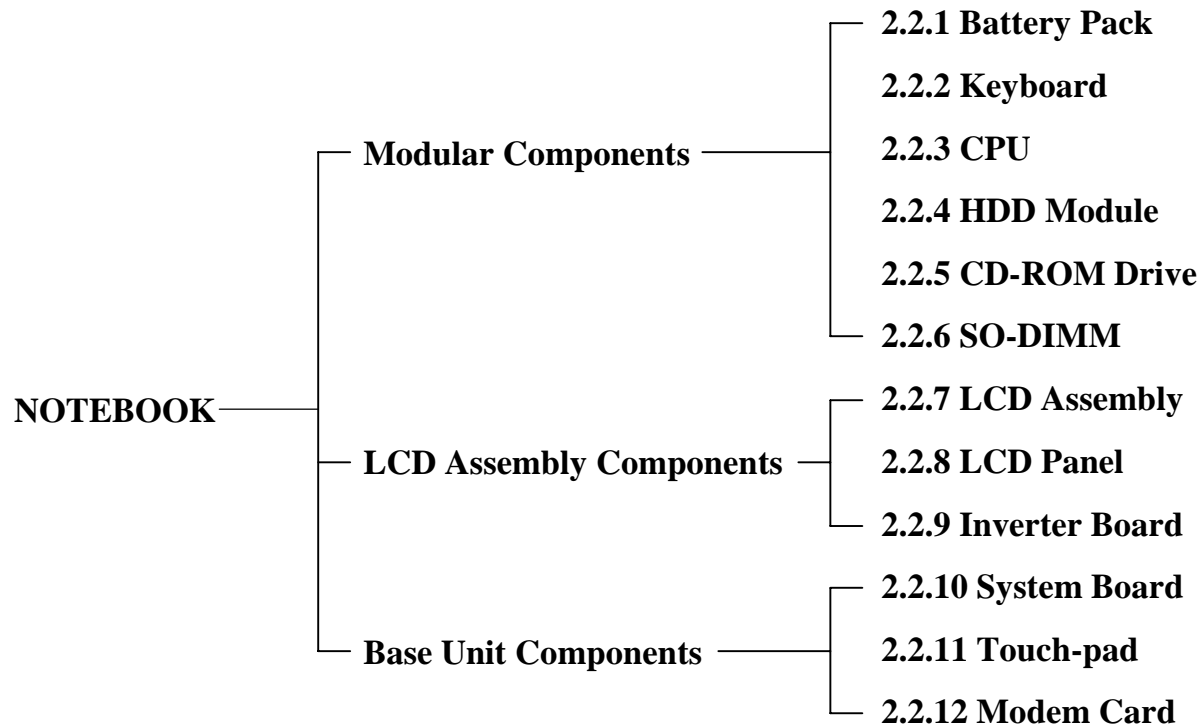 NOTEBOOK
Modular Components
2.2.1 Battery Pack
2.2.2 Keyboard
2.2.3 CPU
2.2.4 HDD Module
2.2.5 CD-ROM Drive
2.2.6 SO-DIMM
LCD Assembly Components
2.2.7 LCD Assembly
2.2.8 LCD Panel
2.2.9 Inverter Board
Base Unit Components
2.2.10 System Board
2.2.11 Touch-pad
2.2.12 Modem Card